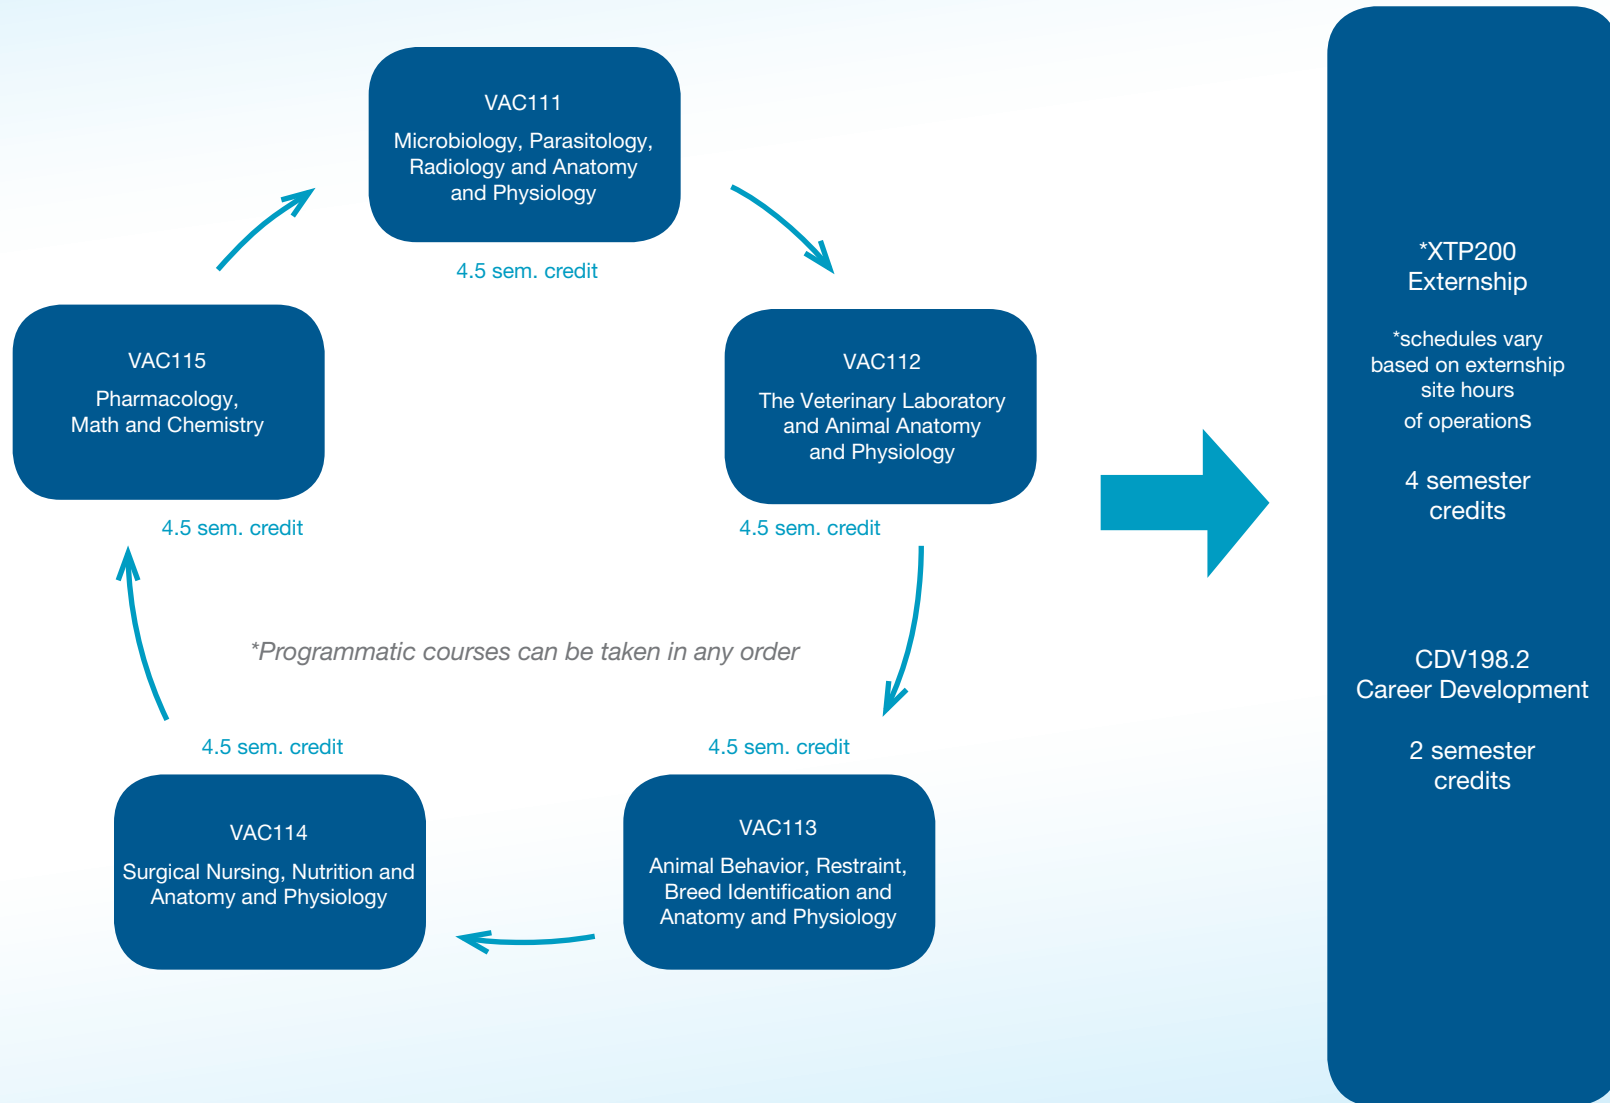 VAC111
Microbiology, Parasitology,
Radiology and Anatomy
and Physiology
4.5 sem. credit
VAC112
The Veterinary Laboratory
and Animal Anatomy
and Physiology
4.5 sem. credit
VAC113
Animal Behavior, Restraint,
Breed Identification and
Anatomy and Physiology
4.5 sem. credit
VAC114
Surgical Nursing, Nutrition and
Anatomy and Physiology
4.5 sem. credit
VAC115
Pharmacology,
Math and Chemistry
4.5 sem. credit
*Programmatic courses can be taken in any order
*XTP200
Externship
*schedules vary
based on externship
site hours
of operations
4 semester
credits
CDV198.2
Career Development
2 semester
credits